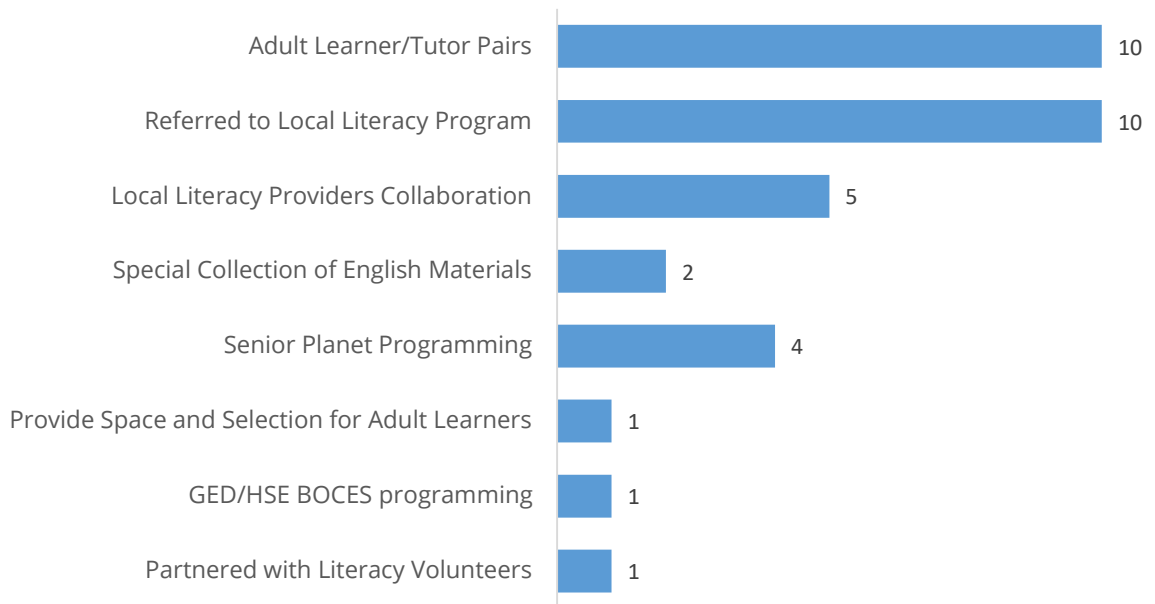 Adult Learner/Tutor Pairs 10
Referred to Local Literacy Program 10
Local Literacy Providers Collaboration 5
Special Collection of English Materials 2
Senior Planet Programming 4
Provide Space and Selection for Adult Learners 1
GED/HSE BOCES programming 1
Partnered with Literacy Volunteers 1